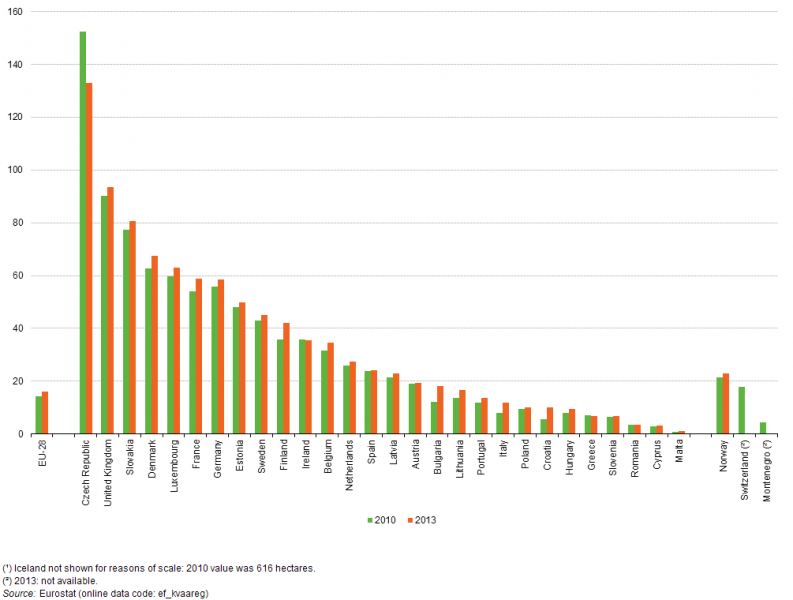 160
140
120
100
80
60
40
20
0
EU-28
Czech Republic
United Kingdom
Slovakia
Denmark
Luxembourg
France
Germany
Estonia
Sweden
Finland
Ireland
Belgium
Netherlands
Spain
Latvia
Austria
Bulgaria
Lithuania
Portugal
Italy
Poland
Croatia
Hungary
Greece
Slovenia
Romania
Cyprus
Malta
Norway
Switzerland (²)
Montenegro (²)
2010 2013
(¹) Iceland not shown for reasons of scale: 2010 value was 616 hectares.
(²) 2013: not available.
Source: Eurostat (online data code: ef_kvaareg)